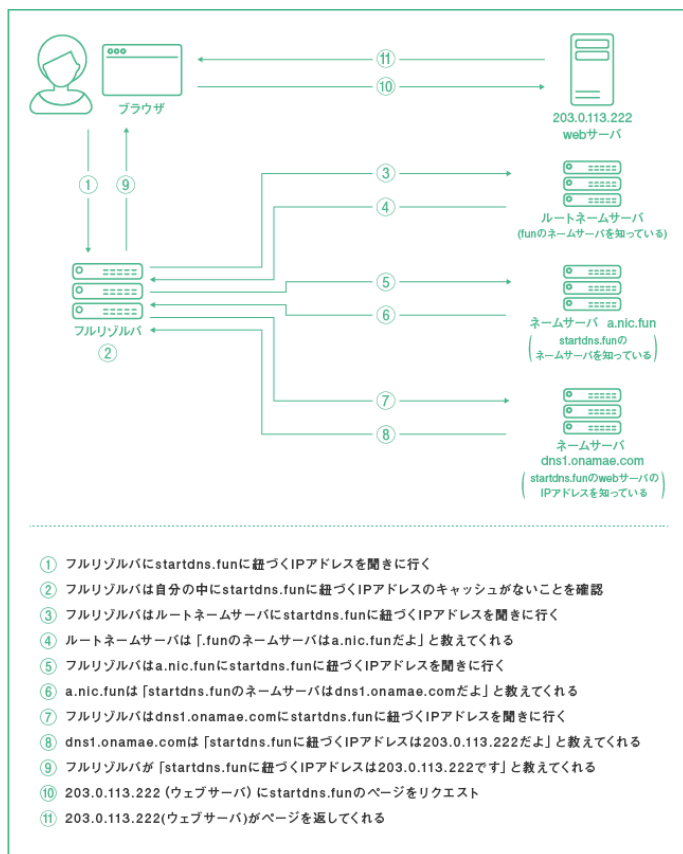 ⑪
⑩
ブラウザ
203.0.113.222
webサーバ
①
⑨
③
④
ルートネームサーバ
(funのネームサーバを知っている)
⑤
⑥
フルリゾルバ
②
ネームサーバ a.nic.fun
(startdns.funの
ネームサーバを知っている)
⑦
⑧
ネームサーバ
dns1.onamae.com
(startdns.funのwebサーバの
IPアドレスを知っている)
① フルリゾルバにstartdns.funに紐づくIPアドレスを聞きに行く
② フルリゾルバは自分の中にstartdns.funに紐づくIPアドレスのキャッシュがないことを確認
③ フルリゾルバはルートネームサーバにstartdns.funに紐づくIPアドレスを聞きに行く
④ ルートネームサーバは「.funのネームサーバはa.nic.funだよ」と教えてくれる
⑤ フルリゾルバはa.nic.funにstartdns.funに紐づくIPアドレスを聞きに行く
⑥ a.nic.funは「startdns.funのネームサーバはdns1.onamae.comだよ」と教えてくれる
⑦ フルリゾルバはdns1.onamae.comにstartdns.funに紐づくIPアドレスを聞きに行く
⑧ dns1.onamae.comは「startdns.funに紐づくIPアドレスは203.0.113.222だよ」と教えてくれる
⑨ フルリゾルバが「startdns.funに紐づくIPアドレスは203.0.113.222です」と教えてくれる
⑩ 203.0.113.222（ウェブサーバ）にstartdns.funのページをリクエスト
⑪ 203.0.113.222(ウェブサーバ)がページを返してくれる